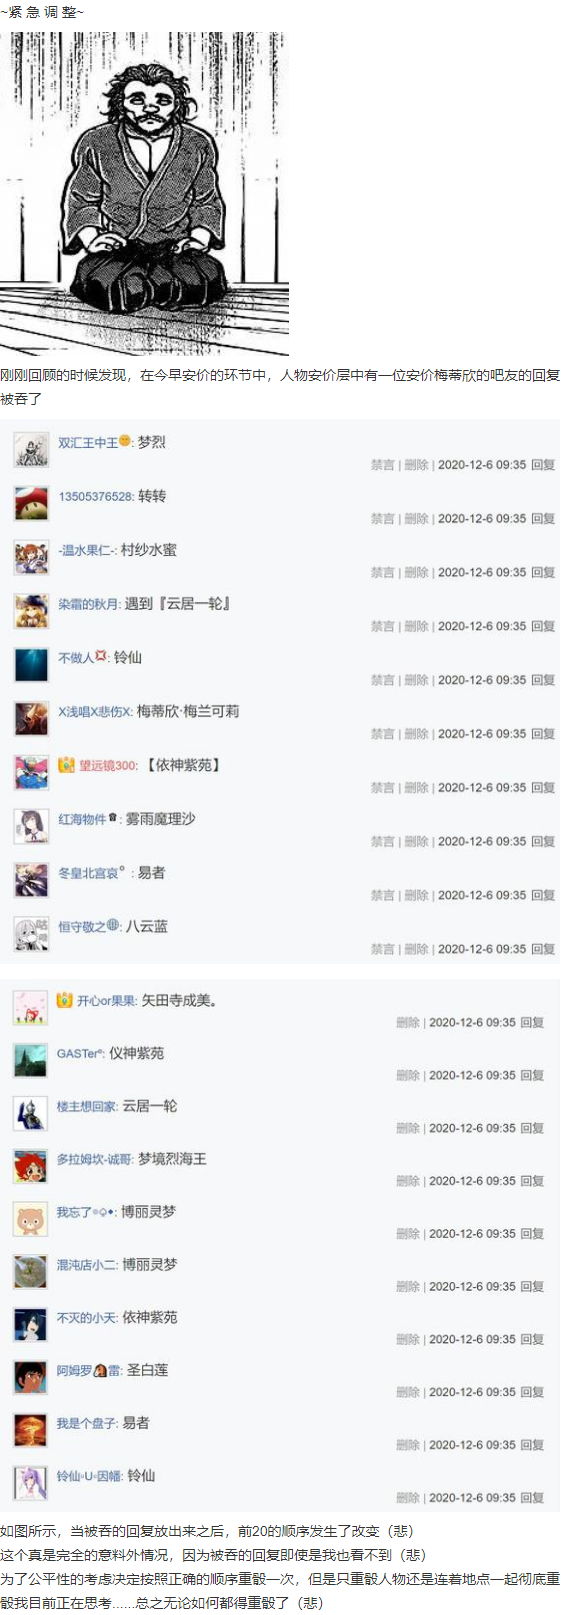 ~紧 急 调 整~
刚刚回顾的时候发现，在今早安价的环节中，人物安价层中有一位安价梅蒂欣的吧友的回复
被吞了
双汇王中王: 梦烈
禁言 | 删除 | 2020-12-6 09:35 回复
13505376528: 转转
禁言 | 删除 | 2020-12-6 09:35 回复
-温水果仁-: 村纱水蜜
禁言 | 删除 | 2020-12-6 09:35 回复
染霜的秋月: 遇到『云居一轮』
禁言 | 删除 | 2020-12-6 09:35 回复
不做人: 铃仙
禁言 | 删除 | 2020-12-6 09:35 回复
X浅唱X悲伤X: 梅蒂欣·梅兰可莉
禁言 | 删除 | 2020-12-6 09:35 回复
望远镜300: 【依神紫苑】
禁言 | 删除 | 2020-12-6 09:35 回复
红海物件☎: 雾雨魔理沙
禁言 | 删除 | 2020-12-6 09:35 回复
冬皇北宫哀°: 易者
禁言 | 删除 | 2020-12-6 09:35 回复
恒守敬之: 八云蓝
禁言 | 删除 | 2020-12-6 09:35 回复
开心or果果: 矢田寺成美。
删除 | 2020-12-6 09:35 回复
GASTer°: 仪神紫苑
删除 | 2020-12-6 09:35 回复
楼主想回家: 云居一轮
删除 | 2020-12-6 09:35 回复
多拉姆坎-诚哥: 梦境烈海王
删除 | 2020-12-6 09:35 回复
我忘了: 博丽灵梦
删除 | 2020-12-6 09:35 回复
混沌店小二: 博丽灵梦
删除 | 2020-12-6 09:35 回复
不灭的小天: 依神紫苑
删除 | 2020-12-6 09:35 回复
阿姆罗雷: 圣白莲
删除 | 2020-12-6 09:35 回复
我是个盘子: 易者
删除 | 2020-12-6 09:35 回复
铃仙▫U▫因幡: 铃仙
删除 | 2020-12-6 09:35 回复
如图所示，当被吞的回复放出来之后，前20的顺序发生了改变（悲）
这个真是完全的意料外情况，因为被吞的回复即使是我也看不到（悲）
为了公平性的考虑决定按照正确的顺序重骰一次，但是只重骰人物还是连着地点一起彻底重
骰我目前正在思考......总之无论如何都得重骰了（悲）